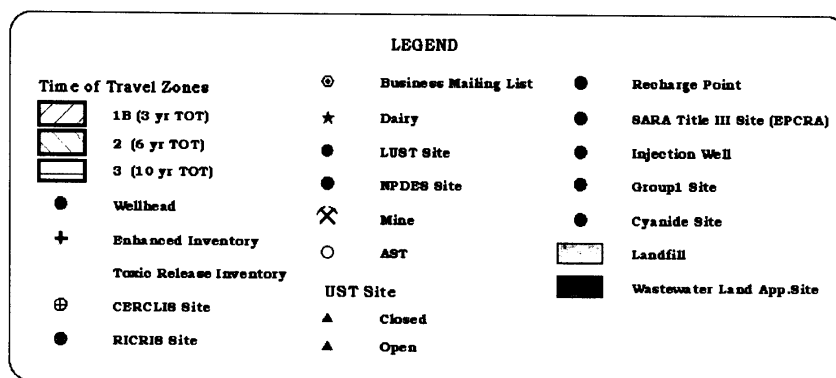 LEGEND
Time of Travel Zones
1B (3 yr TOT)
2 (6 yr TOT)
3 (10 yr TOT)
Wellhead
Enhanced Inventory
Toxic Release Inventory
CERCLIS Site
RICRIS Site
Business Mailing List
Dairy
LUST Site
NPDES Site
Mine
AST
UST Site
Closed
Open
Recharge Point
SARA Title III Site (EPCRA)
Injection Well
Group1 Site
Cyanide Site
Landfill
Wastewater Land App.Site